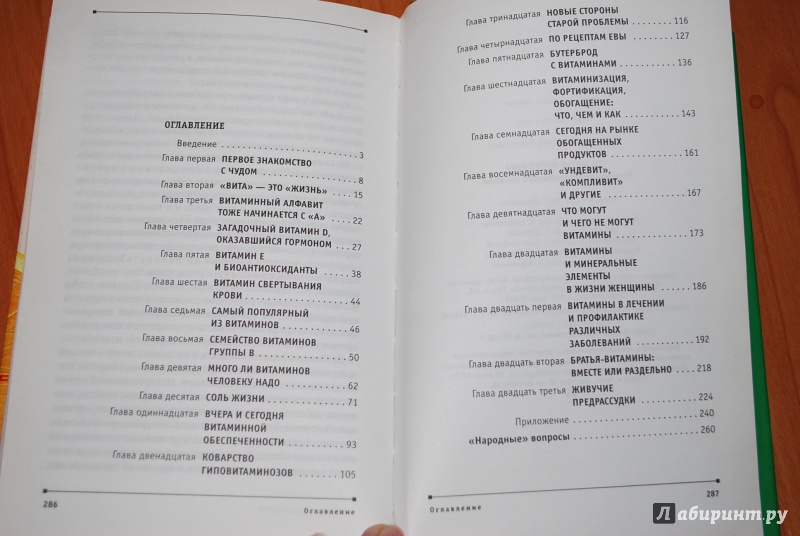 ОГЛАВЛЕНИЕ
Введение . . . . . . . . . . . . . . . . . . . . . . . 3
Глава первая ПЕРВОЕ ЗНАКОМСТВО
С ЧУДОМ . . . . . . . . . . . . . . . . . . . 8
Глава вторая «ВИТА» — ЭТО «ЖИЗНЬ» . . . . . 15
Глава третья ВИТАМИННЫЙ АЛФАВИТ
ТОЖЕ НАЧИНАЕТСЯ С «А» . . . . 22
Глава четвертая ЗАГАДОЧНЫЙ ВИТАМИН D,
ОКАЗАВШИЙСЯ ГОРМОНОМ . . . . 27
Глава пятая ВИТАМИН Е
И БИОАНТИОКСИДАНТЫ . . . . . . 38
Глава шестая ВИТАМИН СВЕРТЫВАНИЯ
КРОВИ . . . . . . . . . . . . . . . . . . . 44
Глава седьмая САМЫЙ ПОПУЛЯРНЫЙ
ИЗ ВИТАМИНОВ . . . . . . . . . . . . 46
Глава восьмая СЕМЕЙСТВО ВИТАМИНОВ
ГРУППЫ В . . . . . . . . . . . . . . . . 50
Глава девятая МНОГО ЛИ ВИТАМИНОВ
ЧЕЛОВЕКУ НАДО . . . . . . . . . . . 62
Глава десятая СОЛЬ ЖИЗНИ . . . . . . . . . . . . . . 71
Глава одиннадцатая ВЧЕРА И СЕГОДНЯ
ВИТАМИННОЙ
ОБЕСПЕЧЕННОСТИ . . . . . . . . . . 93
Глава двенадцатая КОВАРСТВО
ГИПОВИТАМИНОЗОВ . . . . . . . 105
286
Оглавление
Глава тринадцатая НОВЫЕ СТОРОНЫ
СТАРОЙ ПРОБЛЕМЫ . . . . . . . 116
Глава четырнадцатая ПО РЕЦЕПТАМ ЕВЫ . . . . . . . . 127
Глава пятнадцатая БУТЕРБРОД
С ВИТАМИНАМИ . . . . . . . . . . . 136
Глава шестнадцатая ВИТАМИНИЗАЦИЯ,
ФОРТИФИКАЦИЯ,
ОБОГАЩЕНИЕ:
ЧТО, ЧЕМ И КАК . . . . . . . . . . 143
Глава семнадцатая СЕГОДНЯ НА РЫНКЕ
ОБОГАЩЕННЫХ
ПРОДУКТОВ . . . . . . . . . . . . . 161
Глава восемнадцатая «УНДЕВИТ»,
«КОМПЛИВИТ»
И ДРУГИЕ . . . . . . . . . . . . . . 167
Глава девятнадцатая ЧТО МОГУТ
И ЧЕГО НЕ МОГУТ
ВИТАМИНЫ . . . . . . . . . . . . . 173
Глава двадцатая ВИТАМИНЫ
И МИНЕРАЛЬНЫЕ
ЭЛЕМЕНТЫ
В ЖИЗНИ ЖЕНЩИНЫ . . . . . . 186
Глава двадцать первая ВИТАМИНЫ В ЛЕЧЕНИИ
И ПРОФИЛАКТИКЕ
РАЗЛИЧНЫХ
ЗАБОЛЕВАНИЙ . . . . . . . . . . . 192
Глава двадцать вторая БРАТЬЯ-ВИТАМИНЫ:
ВМЕСТЕ ИЛИ РАЗДЕЛЬНО . . . . 218
Глава двадцать третья ЖИВУЧИЕ
ПРЕДРАССУДКИ . . . . . . . . . . 224
Приложение . . . . . . . . . . . . . . . . . . . . 240
«Народные» вопросы . . . . . . . . . . . . . . . . . . . . 260
287
Оглавление
Лабиринт.ру